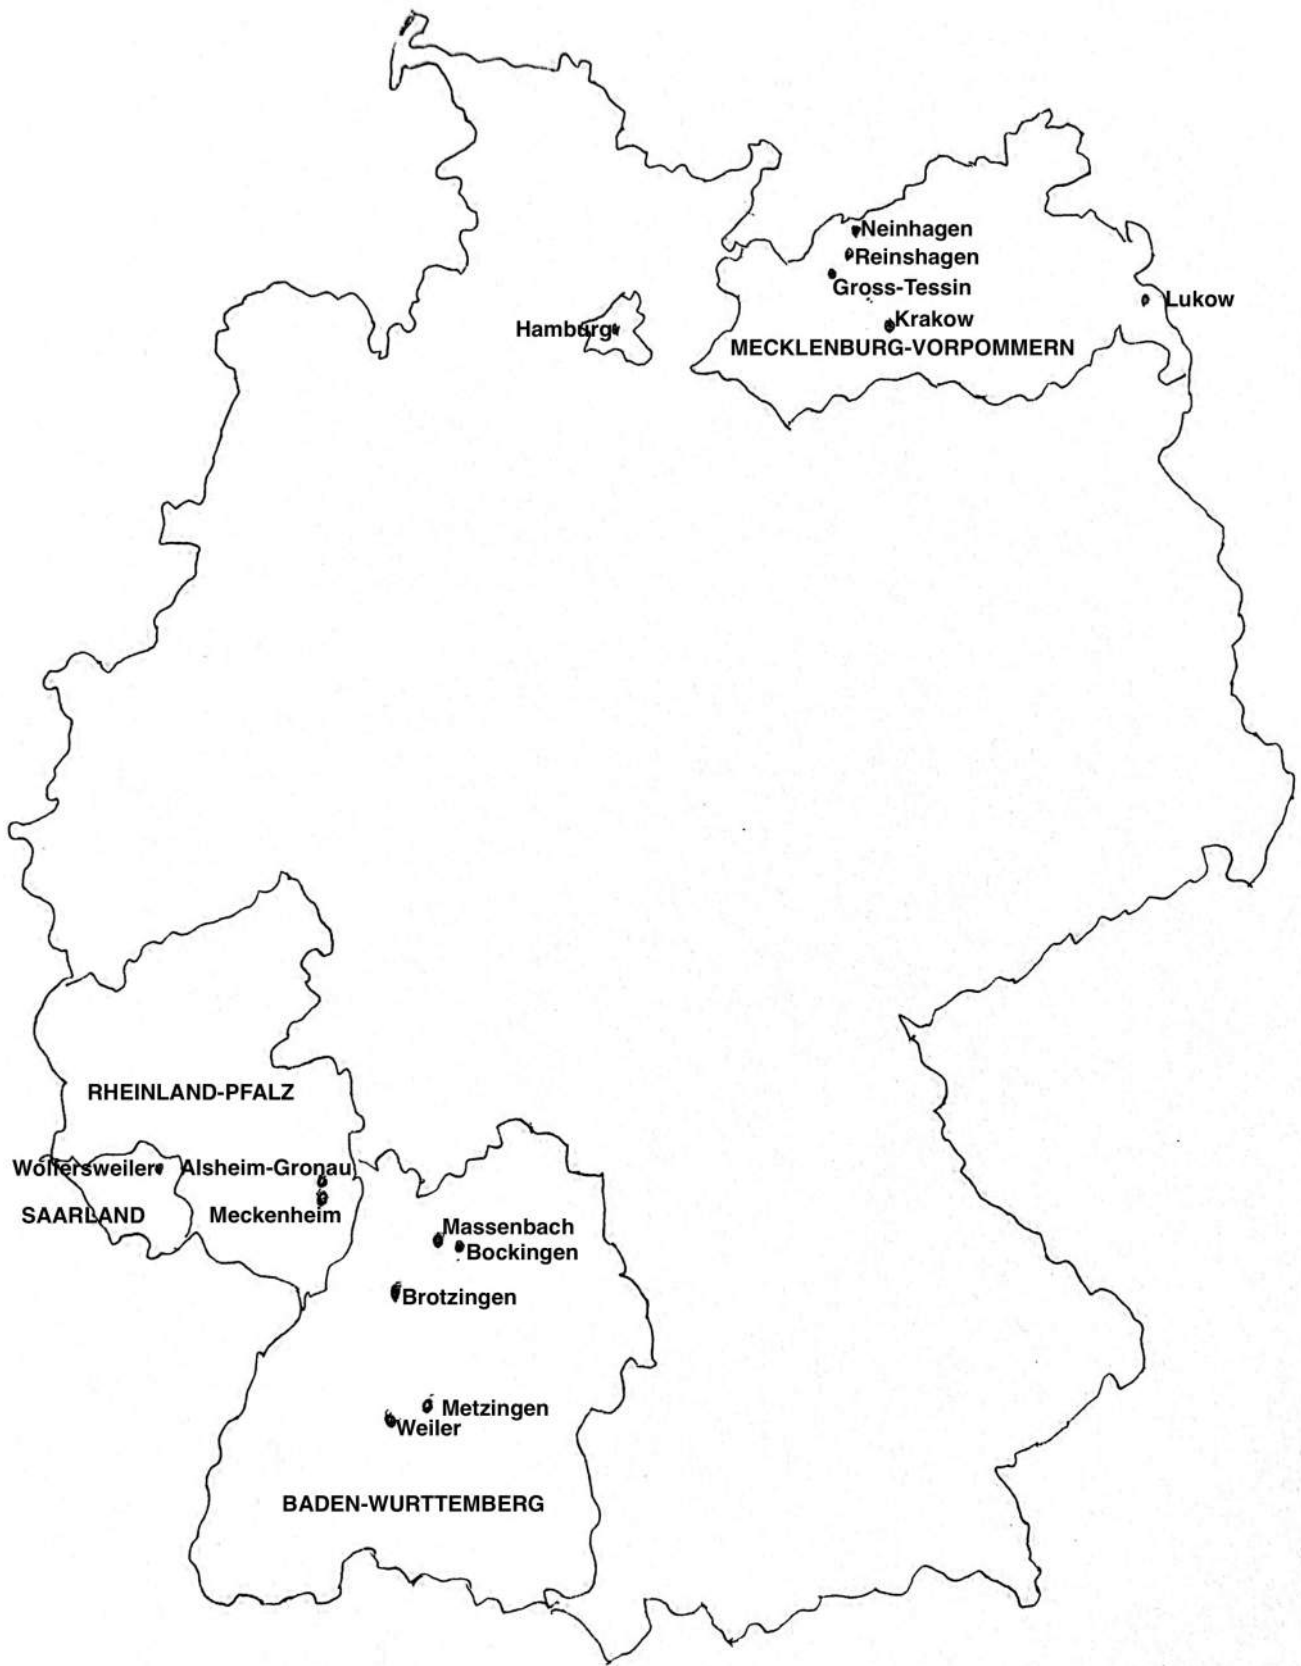 Neinhagen
Reinshagen
Gross-Tessin
Lukow
Krakow
Hamburg
MECKLENBURG-VORPOMMERN
RHEINLAND-PFALZ
Wolfersweiler
Alsheim-Gronau
SAARLAND
Meckenheim
Massenbach
Bockingen
Brotzingen
Metzingen
Weiler
BADEN-WURTTEMBERG